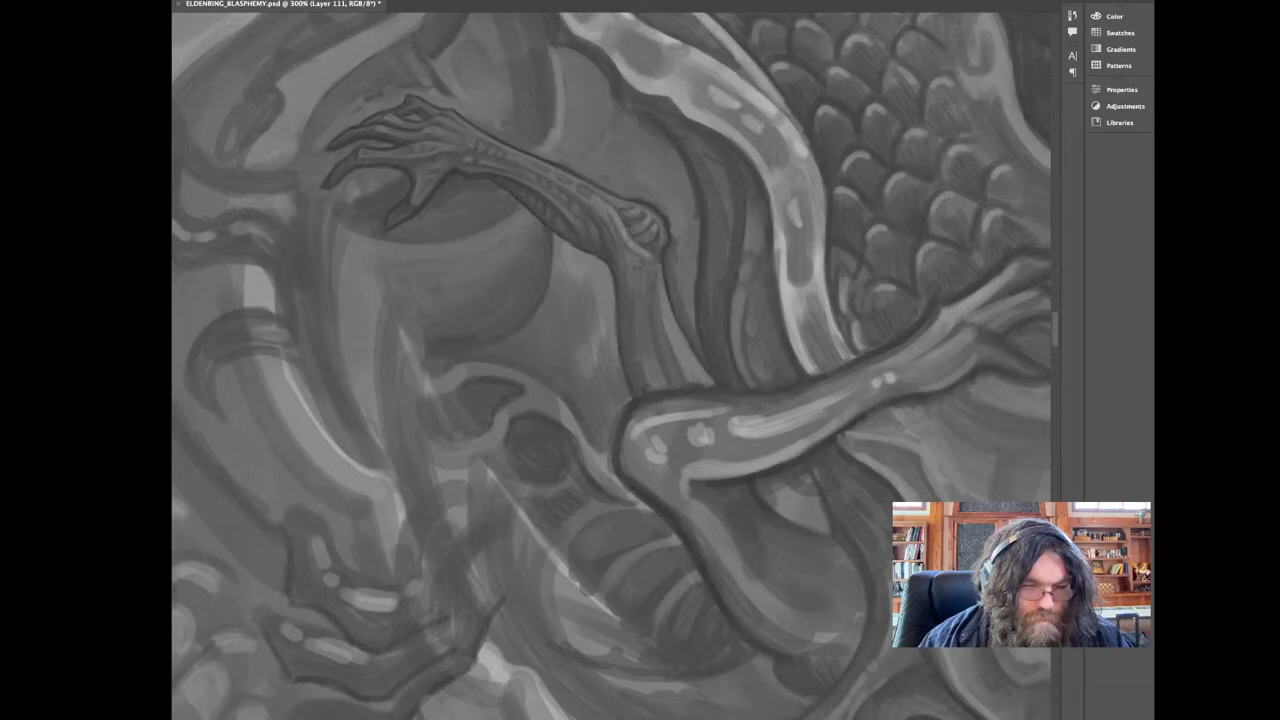 ELDENRING_BLASPHEMY.psd @ 300% (Layer 111, RGB/8*) *
Color
Swatches
Gradients
Patterns
Properties
Adjustments
Libraries